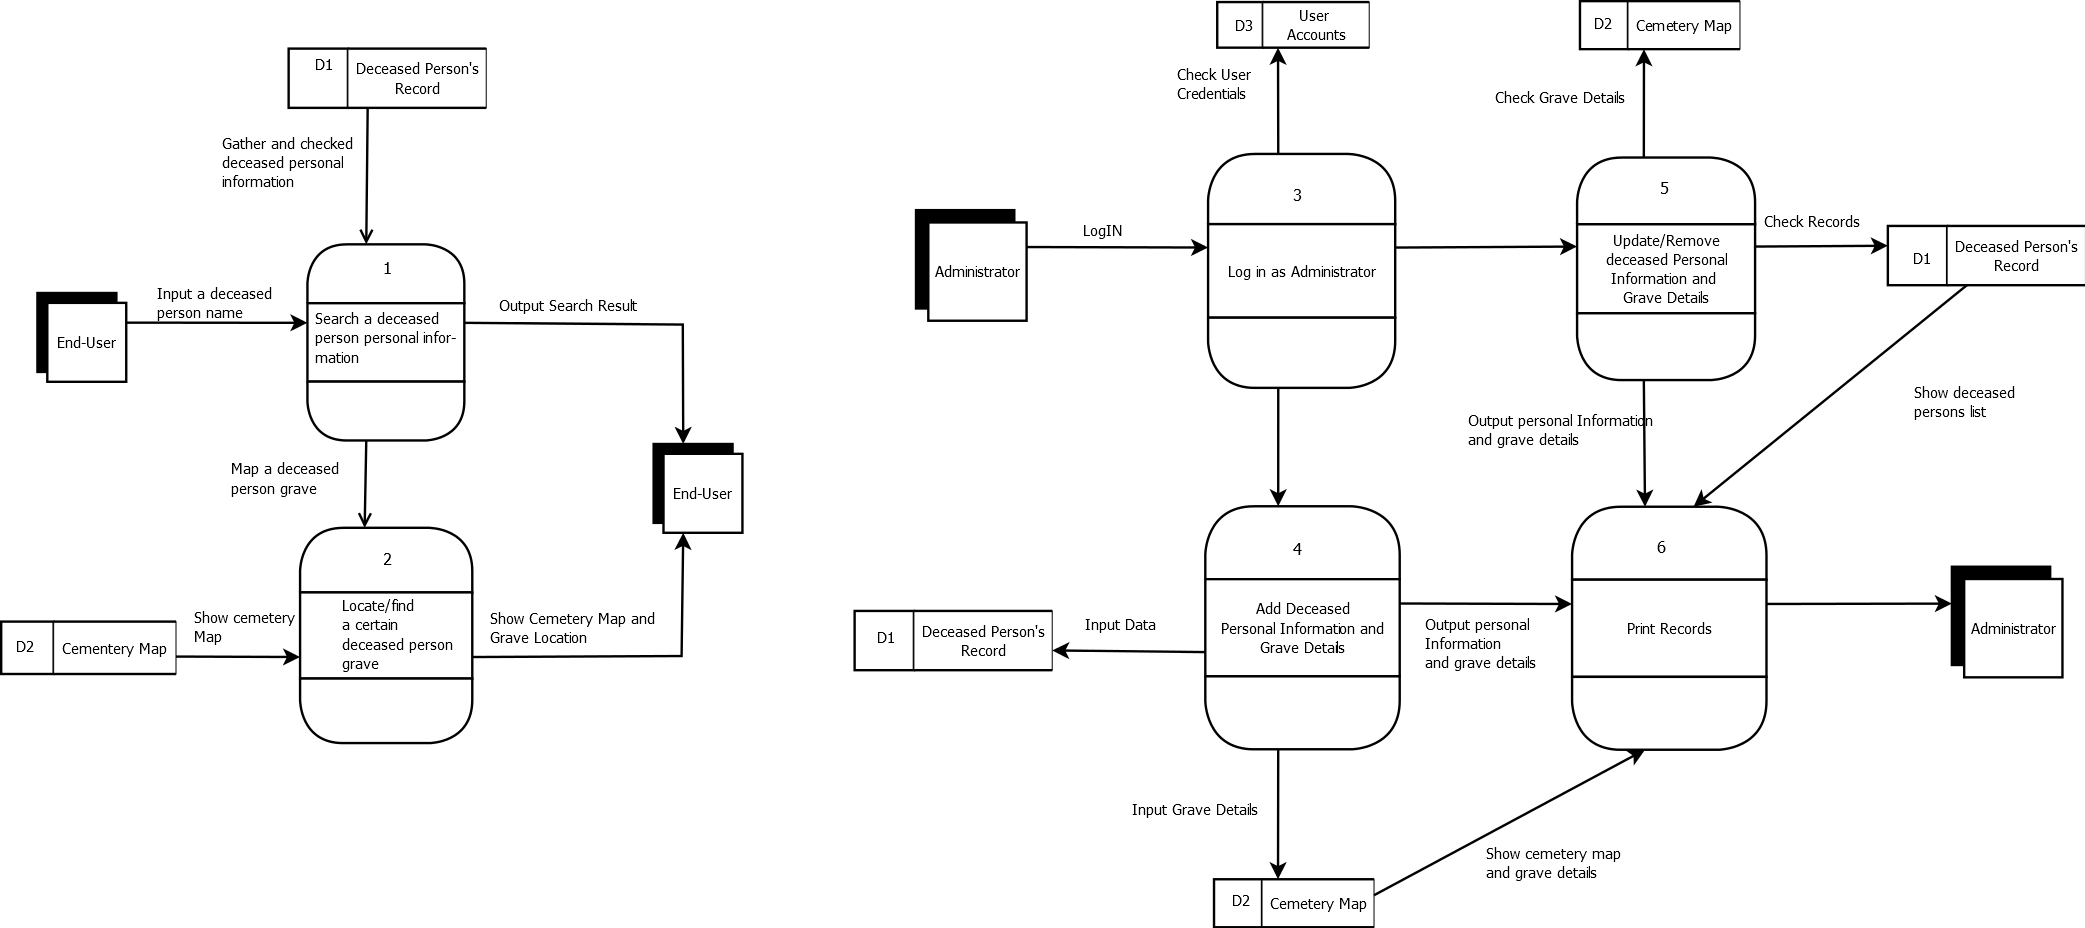 D1
Deceased Person's
Record
Gather and checked
deceased personal
information
1
Input a deceased
person name
Search a deceased
person personal infor-
mation
End-User
Output Search Result
Map a deceased
person grave
End-User
2
Locate/find
a certain
deceased person
grave
Show cemetery
Map
D2
Cementery Map
Show Cemetery Map and
Grave Location
D3
User
Accounts
D2
Cemetery Map
Check User
Credentials
Check Grave Details
3
5
LogIN
Administrator
Log in as Administrator
Update/Remove
deceased Personal
Information and
Grave Details
Check Records
D1
Deceased Person's
Record
Output personal Information
and grave details
Show deceased
persons list
4
6
Add Deceased
Personal Information and
Grave Details
D1
Deceased Person's
Record
Input Data
Output personal
Information
and grave details
Print Records
Administrator
Input Grave Details
Show cemetery map
and grave details
D2
Cemetery Map